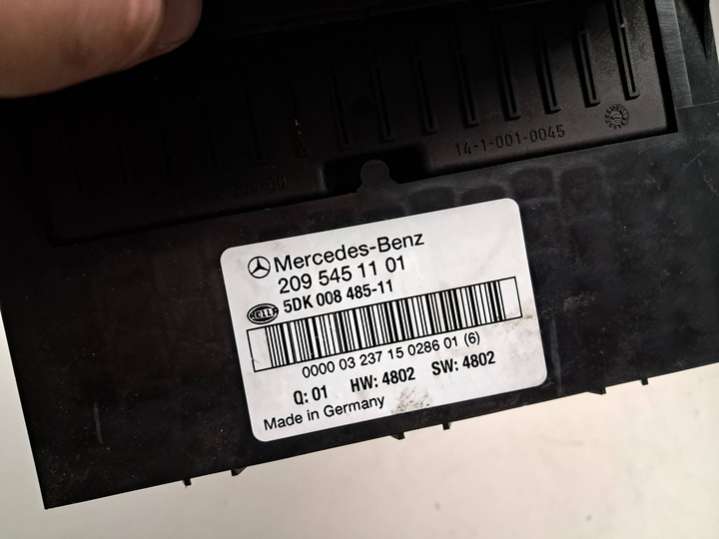 14-1-001-0045
Mercedes-Benz
209 545 11 01
HELLA 5DK 008 485-11
0000 03 237 15 0286 01 (6)
Q: 01 HW: 4802 SW: 4802
Made in Germany